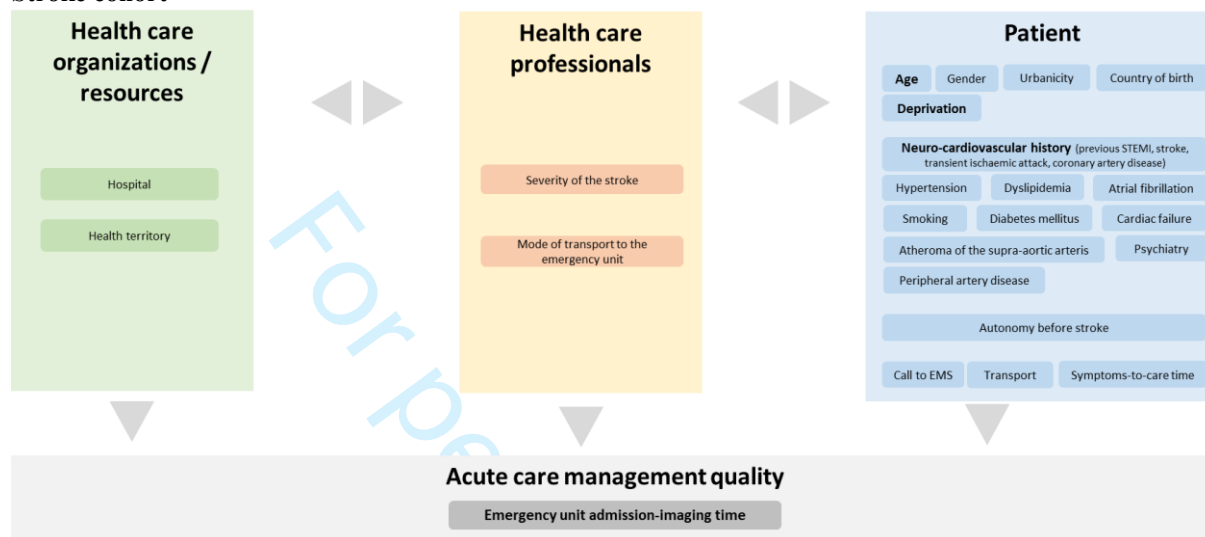 Stroke cohort
Health care
organizations /
resources
Hospital
Health territory
Health care
professionals
Severity of the stroke
Mode of transport to the
emergency unit
Patient
Age
Gender
Urbanicity
Country of birth
Deprivation
Neuro-cardiovascular history (previous STEMI, stroke,
transient ischaemic attack, coronary artery disease)
Hypertension
Dyslipidemia
Atrial fibrillation
Smoking
Diabetes mellitus
Cardiac failure
Atheroma of the supra-aortic arteris
Psychiatry
Peripheral artery disease
Autonomy before stroke
Call to EMS
Transport
Symptoms-to-care time
For pe
Acute care management quality
Emergency unit admission-imaging time